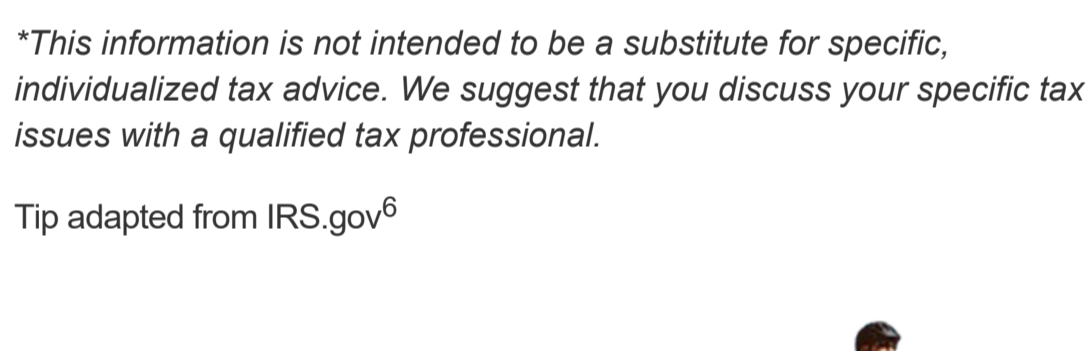 *This information is not intended to be a substitute for specific,
individualized tax advice. We suggest that you discuss your specific tax
issues with a qualified tax professional.
Tip adapted from IRS.gov6